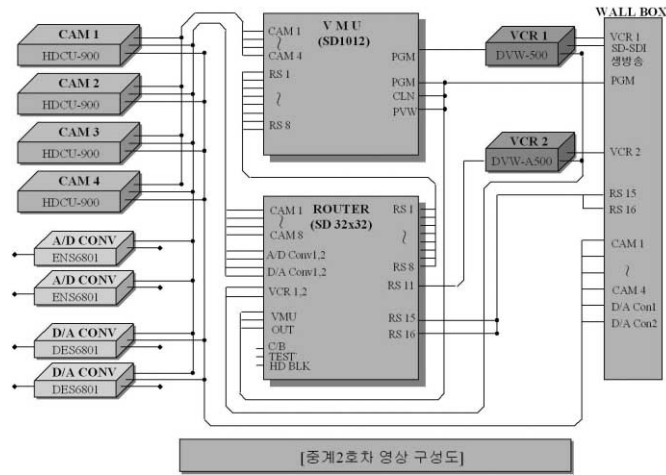 WALL BOX
CAM 1
HDCU-900
CAM 2
HDCU-900
CAM 3
HDCU-900
CAM 4
HDCU-900
A/D CONV
ENS6801
A/D CONV
ENS6801
D/A CONV
DES6801
D/A CONV
DES6801
V M U
(SD1012)
CAM 1
~
CAM 4
RS 1
~
RS 8
PGM
PGM
CLN
PVW
ROUTER
(SD 32x32)
CAM 1
~
CAM 8
A/D Conv1,2
D/A Conv1,2
VCR 1,2
VMU
OUT
C/B
TEST
HD BLK
RS 1
~
RS 8
RS 11
RS 15
RS 16
VCR 1
DVW-500
VCR 2
DVW-A500
VCR 1
SD-SDI
생방송
PGM
VCR 2
RS 15
RS 16
CAM 1
~
CAM 4
D/A Con1
D/A Con2
[중계2호차 영상 구성도]